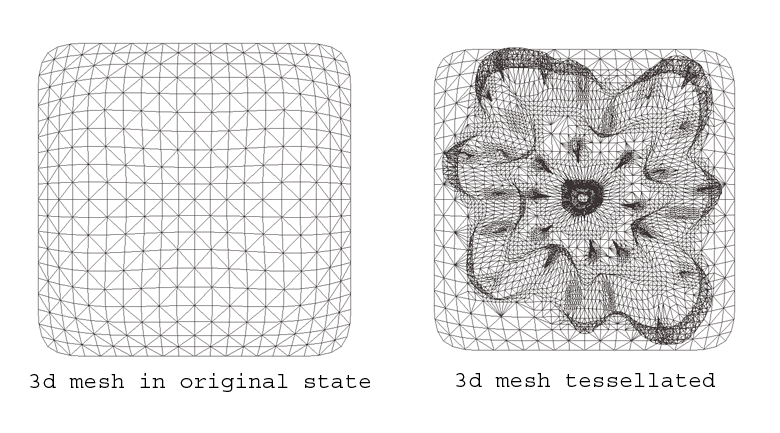 3d mesh in original state
3d mesh tessellated